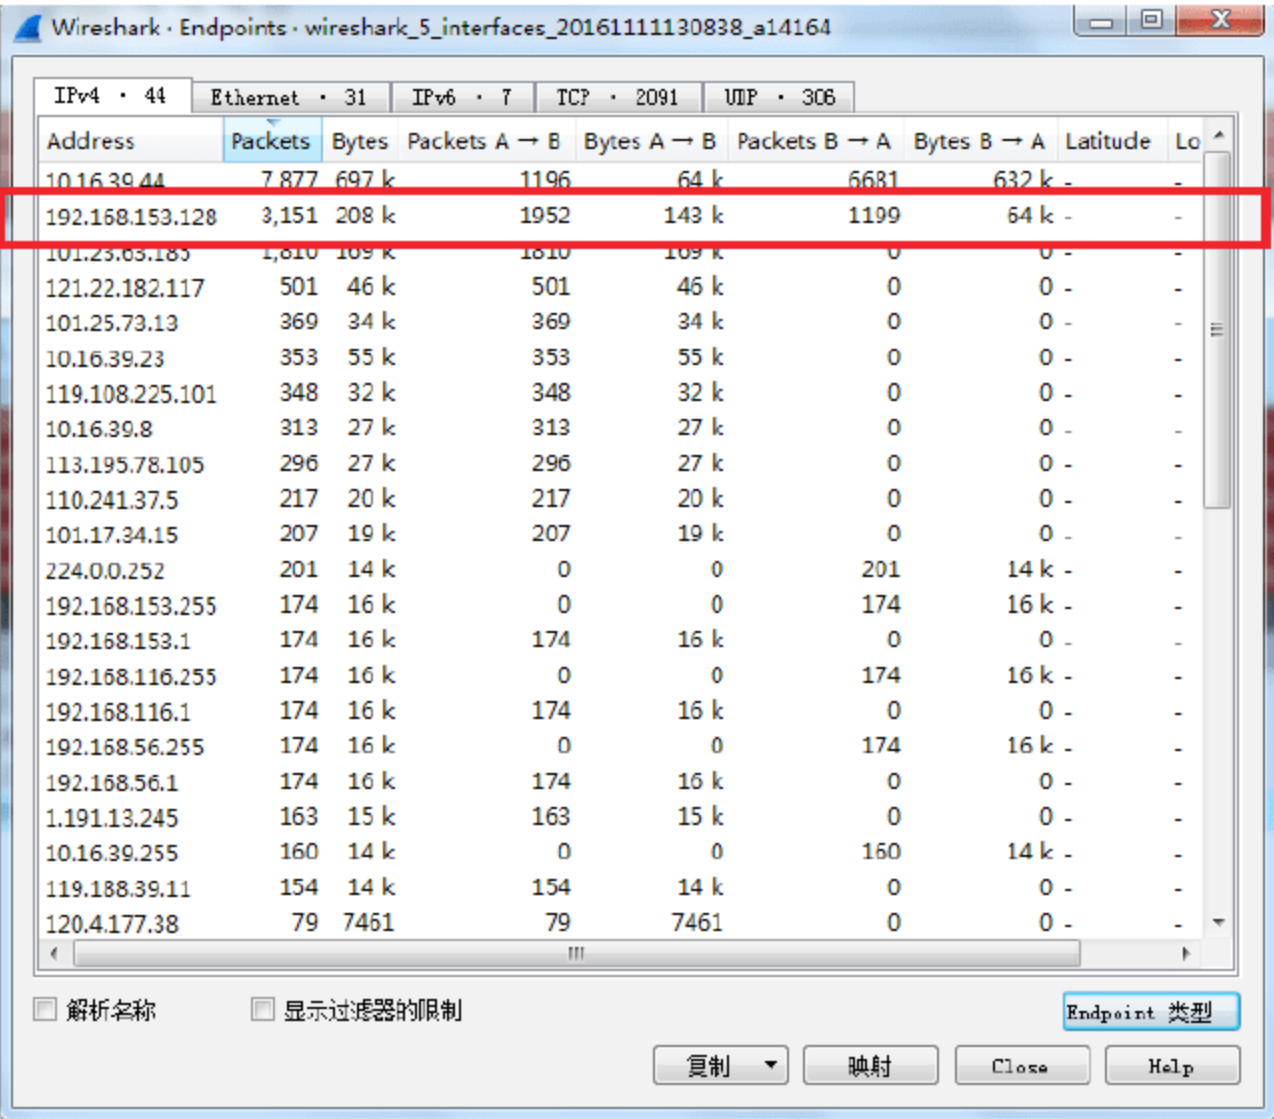 Wireshark · Endpoints · wireshark_5_interfaces_20161111130838_a14164
IPv4 · 44 Ethernet · 31 IPv6 · 7 TCP · 2091 UDP · 306
Address Packets Bytes Packets A → B Bytes A → B Packets B → A Bytes B → A Latitude Lo
10.16.39.44 7,877 697 k 1196 64 k 6681 632 k - -
192.168.153.128 3,151 208 k 1952 143 k 1199 64 k - -
101.23.63.185 1,810 169 k 1810 169 k 0 0 - -
121.22.182.117 501 46 k 501 46 k 0 0 - -
101.25.73.13 369 34 k 369 34 k 0 0 - -
10.16.39.23 353 55 k 353 55 k 0 0 - -
119.108.225.101 348 32 k 348 32 k 0 0 - -
10.16.39.8 313 27 k 313 27 k 0 0 - -
113.195.78.105 296 27 k 296 27 k 0 0 - -
110.241.37.5 217 20 k 217 20 k 0 0 - -
101.17.34.15 207 19 k 207 19 k 0 0 - -
224.0.0.252 201 14 k 0 0 201 14 k - -
192.168.153.255 174 16 k 0 0 174 16 k - -
192.168.153.1 174 16 k 174 16 k 0 0 - -
192.168.116.255 174 16 k 0 0 174 16 k - -
192.168.116.1 174 16 k 174 16 k 0 0 - -
192.168.56.255 174 16 k 0 0 174 16 k - -
192.168.56.1 174 16 k 174 16 k 0 0 - -
1.191.13.245 163 15 k 163 15 k 0 0 - -
10.16.39.255 160 14 k 0 0 160 14 k - -
119.188.39.11 154 14 k 154 14 k 0 0 - -
120.4.177.38 79 7461 79 7461 0 0 - -
解析名称 显示过滤器的限制 Endpoint 类型
复制 映射 Close Help